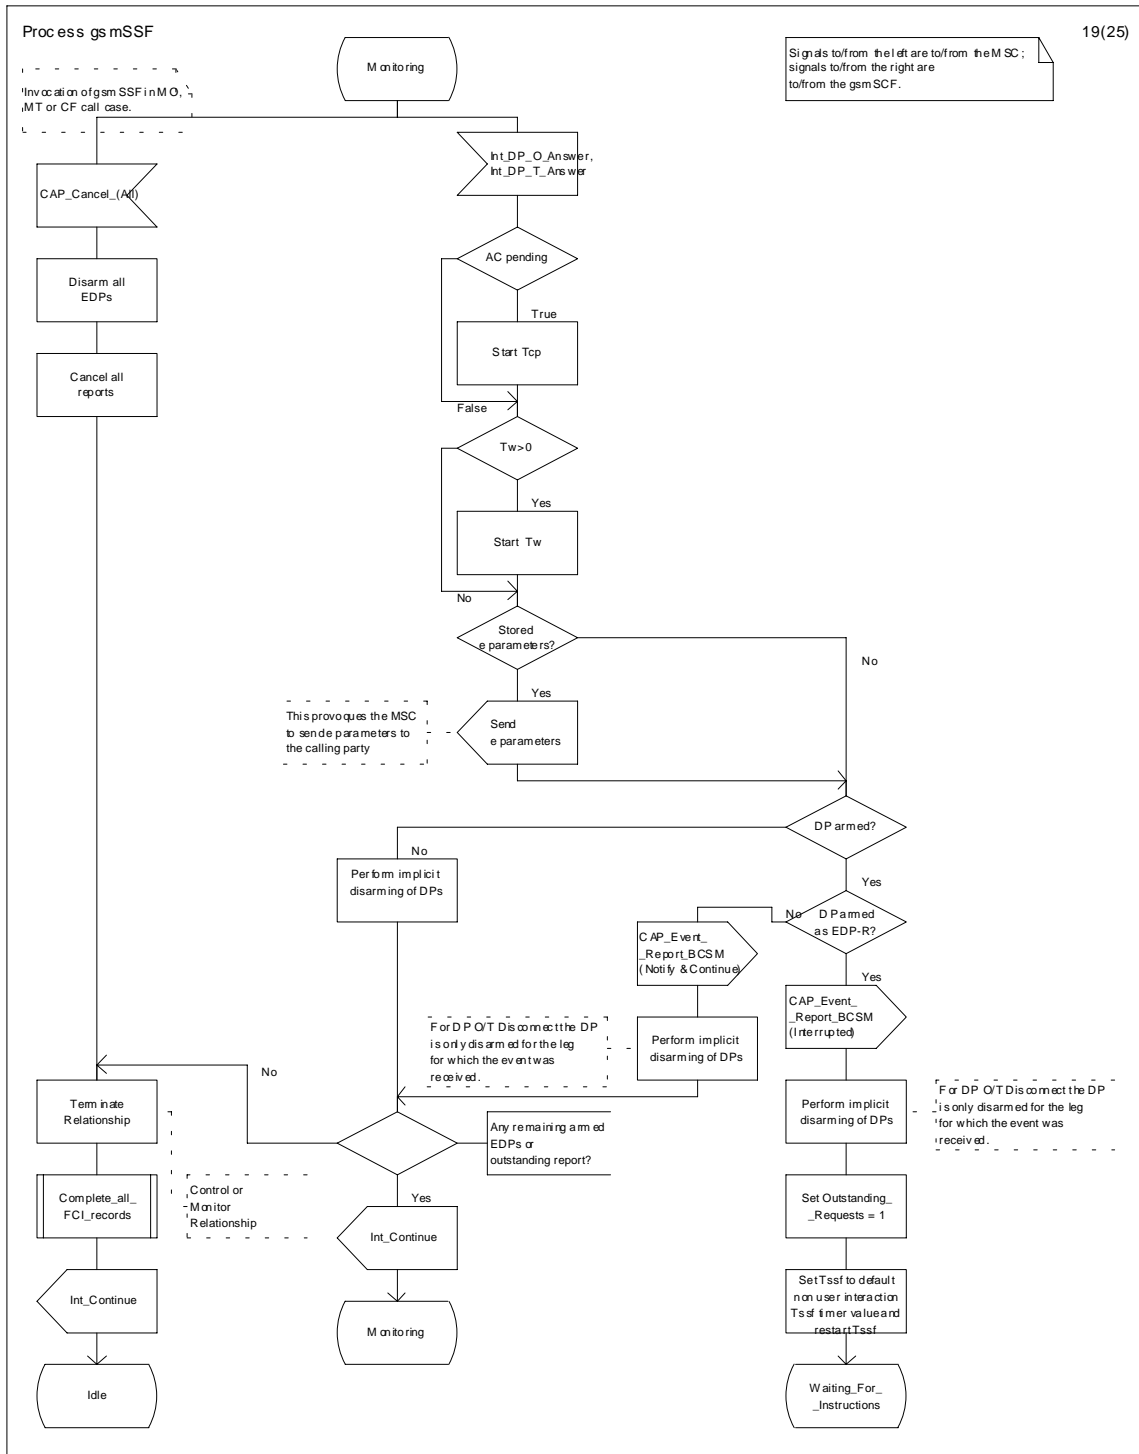 Process gsmSSF
19(25)
Invocation of gsmSSF in MO,
MT or CF call case.
Monitoring
Signals to/from the left are to/from the MSC;
signals to/from the right are
to/from the gsmSCF.
CAP_Cancel_(All)
Int_DP_O_Answer,
Int_DP_T_Answer
Disarm all
EDPs
AC pending
True
Cancel all
reports
Start Tcp
False
Tw>0
Yes
Start Tw
No
Stored
e parameters?
No
Yes
This provoques the MSC
to send e parameters to
the calling party
Send
e parameters
DP armed?
No
Yes
Perform implicit
disarming of DPs
No
DP armed
as EDP-R?
CAP_Event_
_Report_BCSM
(Notify & Continue)
Yes
CAP_Event_
_Report_BCSM
(Interrupted)
For DP O/T Disconnect the DP
is only disarmed for the leg
for which the event was
received.
Perform implicit
disarming of DPs
No
Terminate
Relationship
Perform implicit
disarming of DPs
For DP O/T Disconnect the DP
is only disarmed for the leg
for which the event was
received.
Any remaining armed
EDPs or
outstanding report?
Complete_all_
FCI_records
Control or
Monitor
Relationship
Yes
Int_Continue
Set Outstanding_
_Requests = 1
Int_Continue
Monitoring
Set Tssf to default
non user interaction
Tssf timer value and
restart Tssf
Idle
Waiting_For_
_Instructions